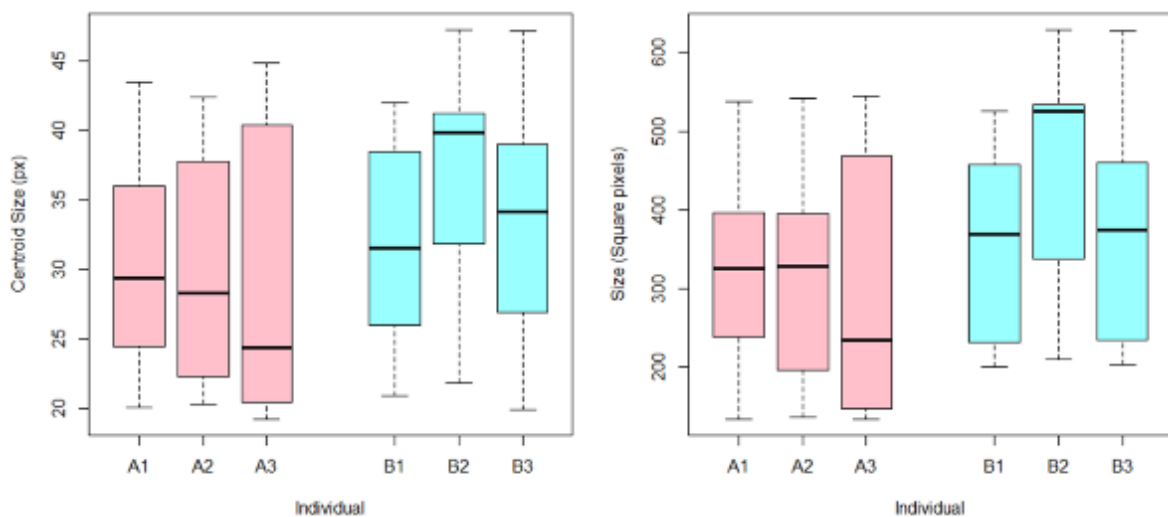 Centroid Size (px)
45
40
35
30
25
20
A1 A2 A3 B1 B2 B3
Individual
Size (Square pixels)
600
500
400
300
200
A1 A2 A3 B1 B2 B3
Individual